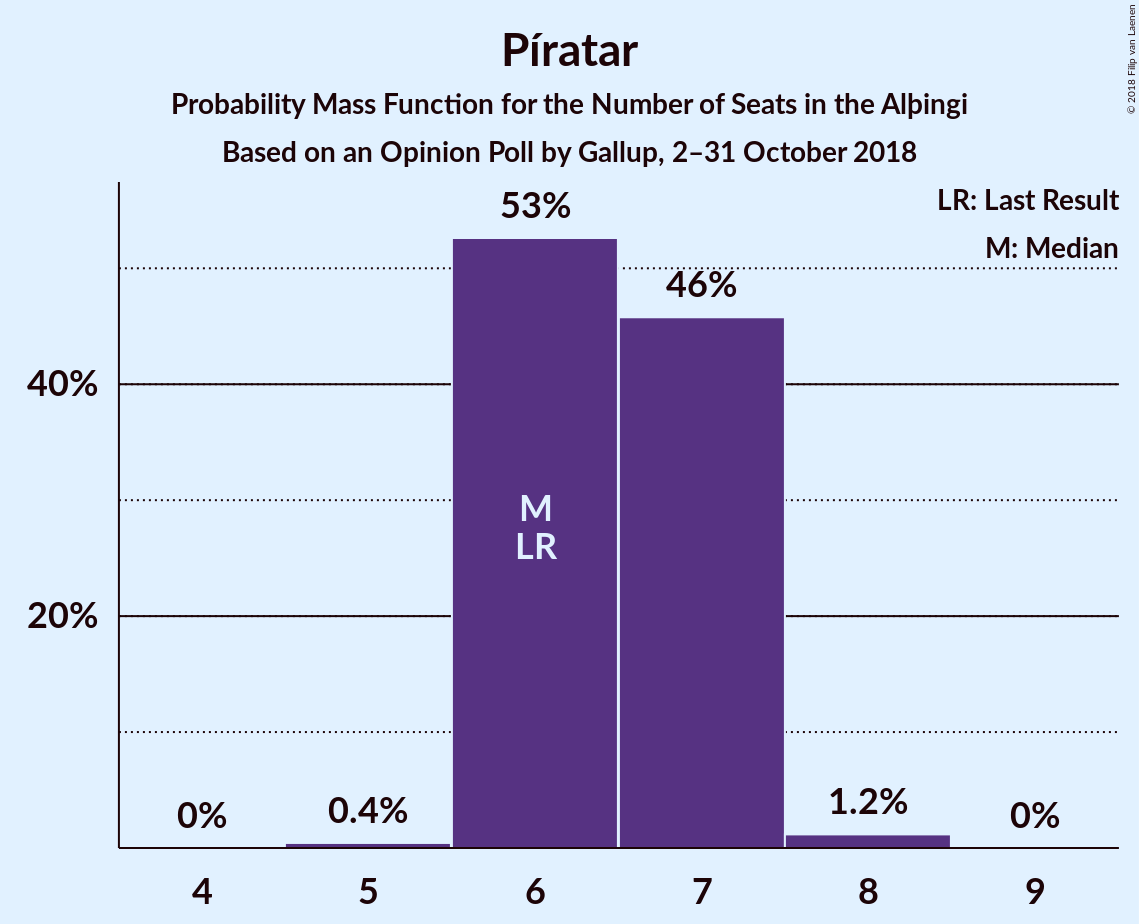 Píratar
Probability Mass Function for the Number of Seats in the Alþingi
Based on an Opinion Poll by Gallup, 2–31 October 2018
© 2018 Filip van Laenen
LR: Last Result
M: Median
53%
46%
40%
M
LR
20%
0%
0.4%
1.2%
0%
4 5 6 7 8 9